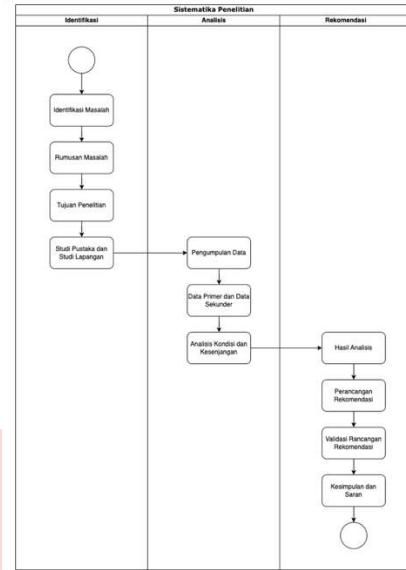 Sistematika Penelitian
Identifikasi
Analisis
Rekomendasi
Identifikasi Masalah
Rumusan Masalah
Tujuan Penelitian
Studi Pustaka dan
Studi Lapangan
Pengumpulan Data
Data Primer dan Data
Sekunder
Analisis Kondisi dan
Kesenjangan
Hasil Analisis
Perancangan
Rekomendasi
Validasi Rancangan
Rekomendasi
Kesimpulan dan
Saran